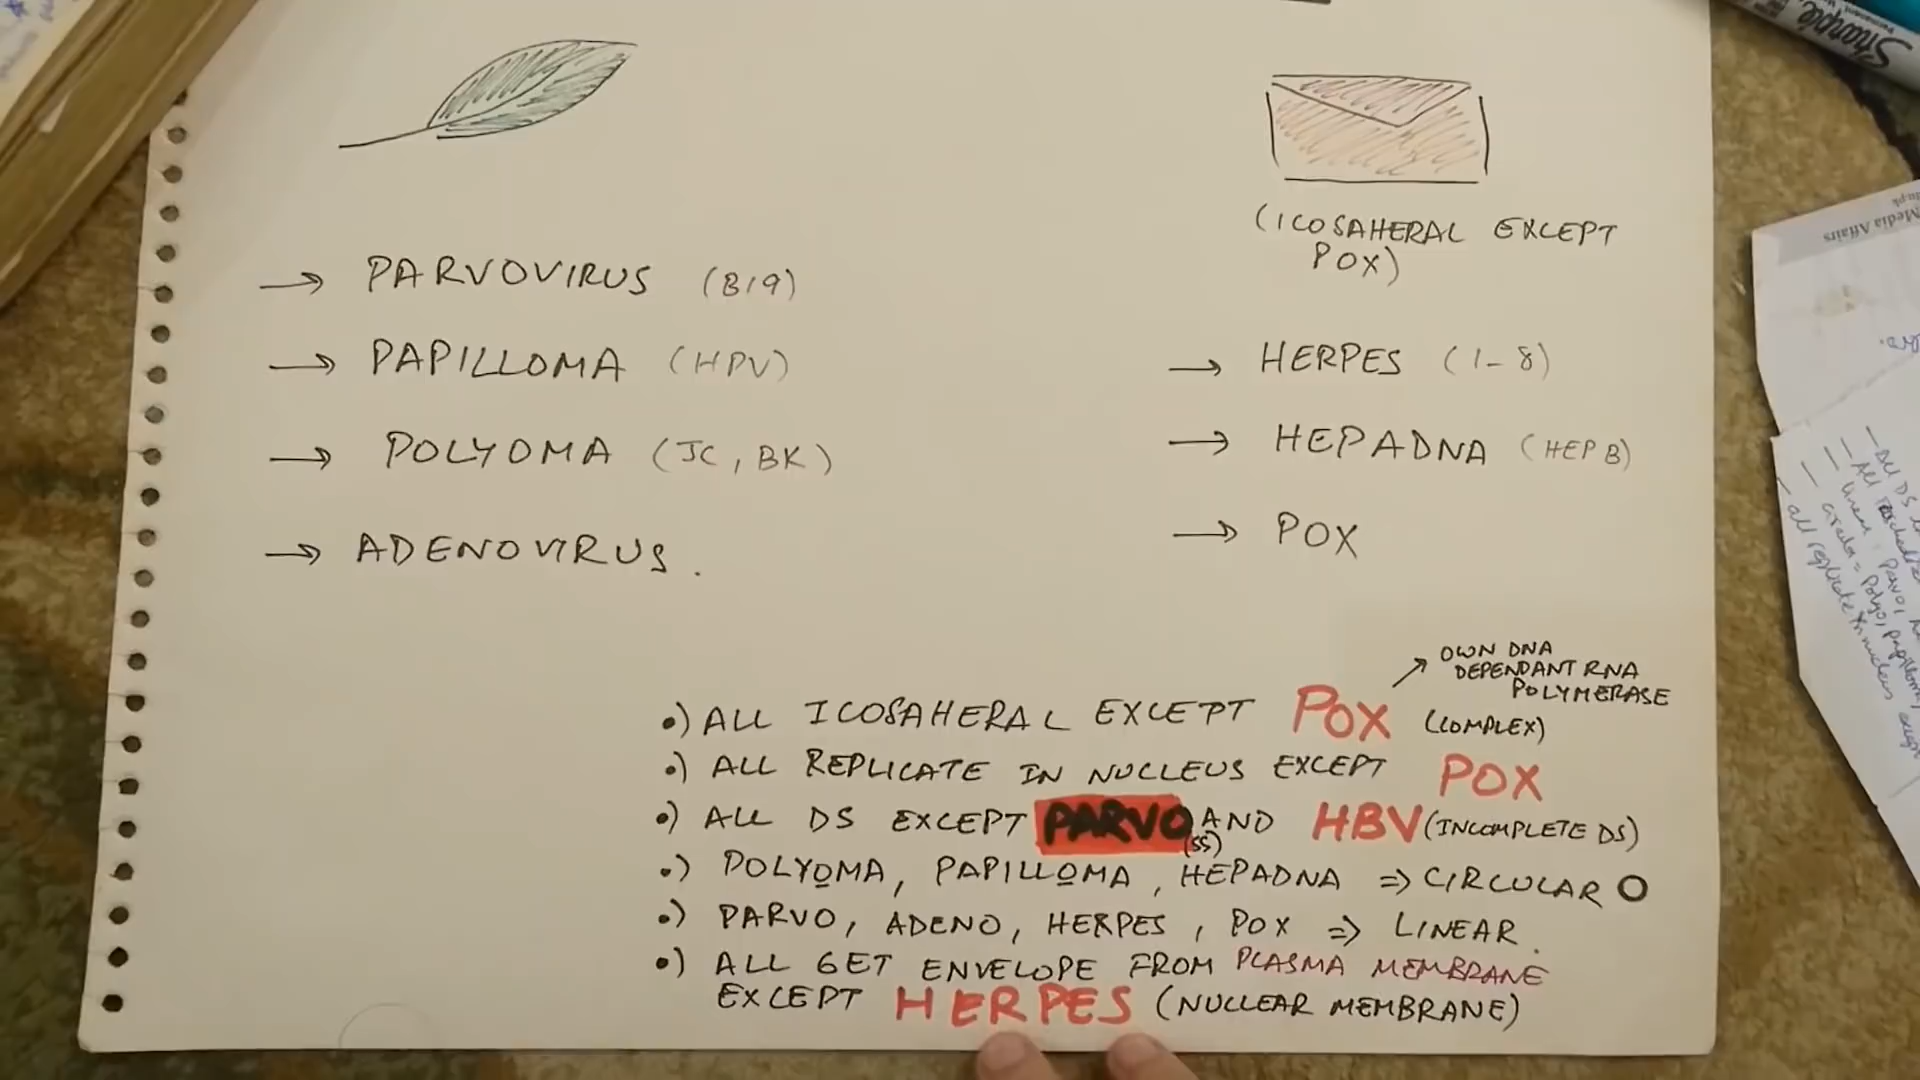 Sharpie
Media Affairs
(ICOSAHERAL EXCEPT
POX)
→ PARVOVIRUS (B19)
→ PAPILLOMA (HPV)
→ POLYOMA (JC, BK)
→ ADENOVIRUS.
→ HERPES (1-8)
→ HEPADNA (HEP B)
→ POX
OWN DNA
DEPENDANT RNA
POLYMERASE
•) ALL ICOSAHERAL EXCEPT POX (COMPLEX)
•) ALL REPLICATE IN NUCLEUS EXCEPT POX
•) ALL DS EXCEPT PARVO (SS) AND HBV (INCOMPLETE DS)
•) POLYOMA, PAPILLOMA, HEPADNA => CIRCULAR O
•) PARVO, ADENO, HERPES, POX => LINEAR.
•) ALL GET ENVELOPE FROM PLASMA MEMBRANE
EXCEPT HERPES (NUCLEAR MEMBRANE)